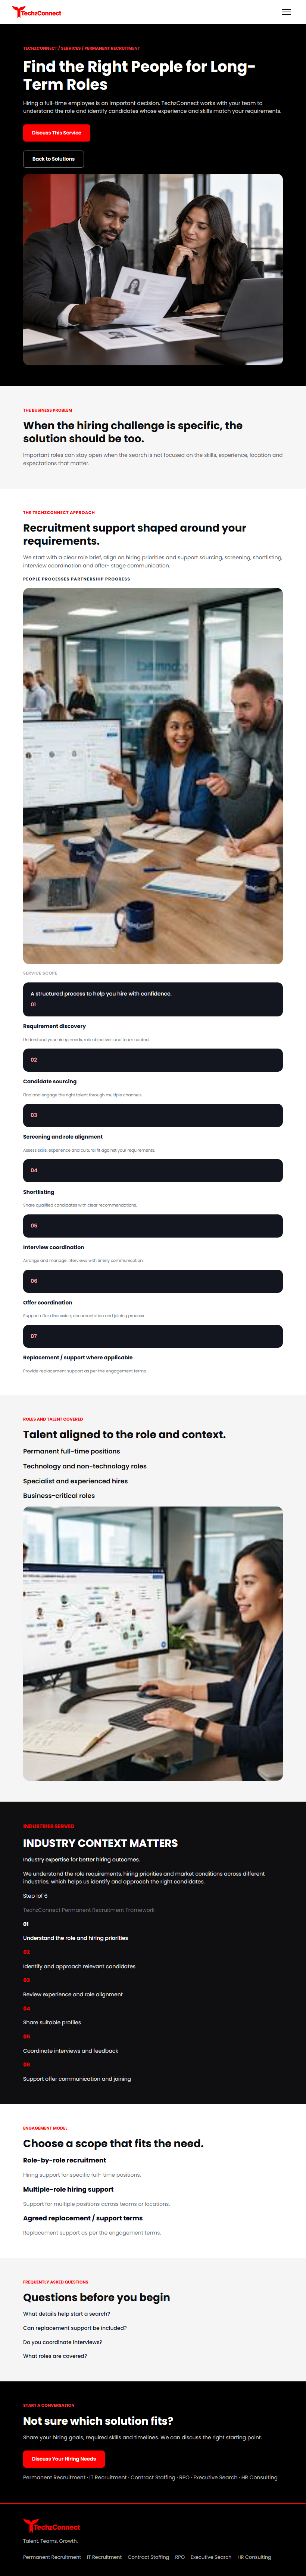 TechzConnect
TECHZCONNECT / SERVICES / PERMANENT RECRUITMENT
Find the Right People for Long-
Term Roles
Hiring a full-time employee is an important decision. TechzConnect works with your team to
understand the role and identify candidates whose experience and skills match your requirements.
Discuss This Service
Back to Solutions
THE BUSINESS PROBLEM
When the hiring challenge is specific, the
solution should be too.
Important roles can stay open when the search is not focused on the skills, experience, location and
expectations that matter.
THE TECHZCONNECT APPROACH
Recruitment support shaped around your
requirements.
We start with a clear role brief, align on hiring priorities and support sourcing, screening, shortlisting,
interview coordination and offer- stage communication.
PEOPLE PROCESSES PARTNERSHIP PROGRESS
SERVICE SCOPE
A structured process to help you hire with confidence.
01
Requirement discovery
Understand your hiring needs, role objectives and team context.
02
Candidate sourcing
Find and engage the right talent through multiple channels.
03
Screening and role alignment
Assess skills, experience and cultural fit against your requirements.
04
Shortlisting
Share qualified candidates with clear recommendations.
05
Interview coordination
Arrange and manage interviews with timely communication.
06
Offer coordination
Support offer discussion, documentation and joining process.
07
Replacement / support where applicable
Provide replacement support as per the engagement terms.
ROLES AND TALENT COVERED
Talent aligned to the role and context.
Permanent full-time positions
Technology and non-technology roles
Specialist and experienced hires
Business-critical roles
INDUSTRIES SERVED
INDUSTRY CONTEXT MATTERS
Industry expertise for better hiring outcomes.
We understand the role requirements, hiring priorities and market conditions across different
industries, which helps us identify and approach the right candidates.
Step 1of 6
TechzConnect Permanent Recruitment Framework
01
Understand the role and hiring priorities
02
Identify and approach relevant candidates
03
Review experience and role alignment
04
Share suitable profiles
05
Coordinate interviews and feedback
06
Support offer communication and joining
ENGAGEMENT MODEL
Choose a scope that fits the need.
Role-by-role recruitment
Hiring support for specific full- time positions.
Multiple-role hiring support
Support for multiple positions across teams or locations.
Agreed replacement / support terms
Replacement support as per the engagement terms.
FREQUENTLY ASKED QUESTIONS
Questions before you begin
What details help start a search?
Can replacement support be included?
Do you coordinate interviews?
What roles are covered?
START A CONVERSATION
Not sure which solution fits?
Share your hiring goals, required skills and timelines. We can discuss the right starting point.
Discuss Your Hiring Needs
Permanent Recruitment · IT Recruitment · Contract Staffing · RPO · Executive Search · HR Consulting
TechzConnect
Talent. Teams. Growth.
Permanent Recruitment IT Recruitment Contract Staffing RPO Executive Search HR Consulting